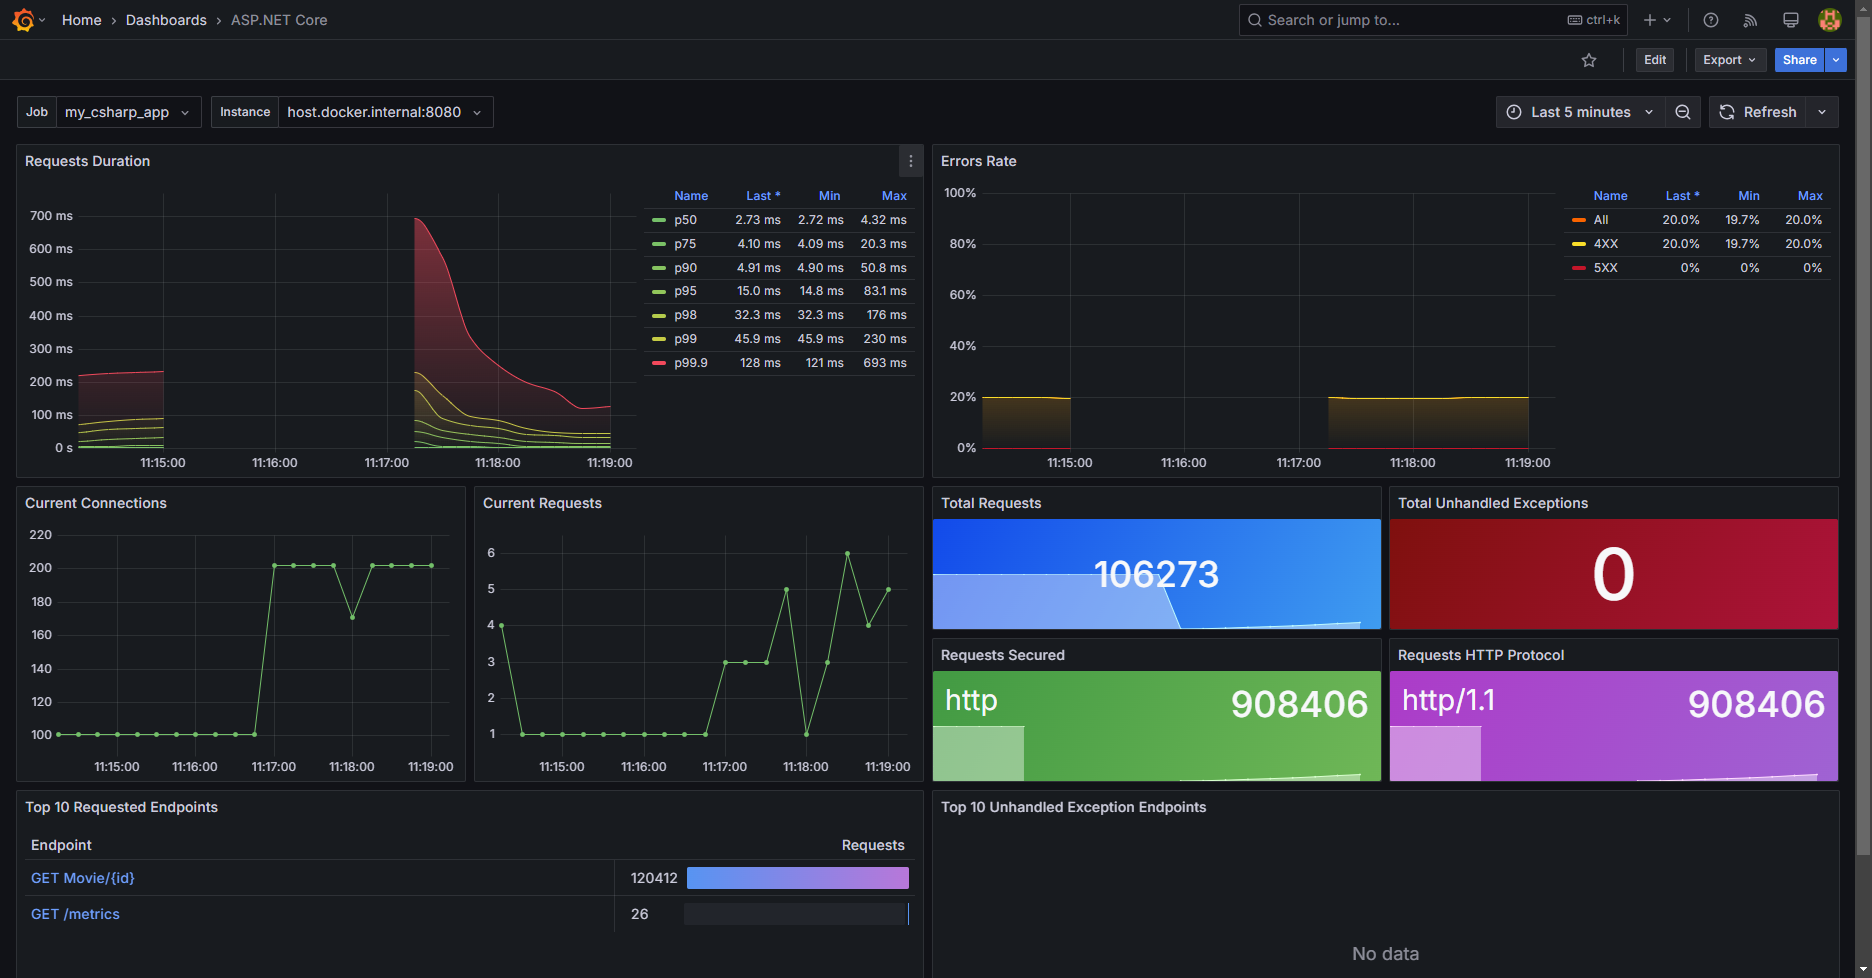 Home › Dashboards › ASP.NET Core
Search or jump to... ctrl+k
Edit Export Share
Job my_csharp_app Instance host.docker.internal:8080 Last 5 minutes Refresh
Requests Duration
700 ms
600 ms
500 ms
400 ms
300 ms
200 ms
100 ms
0 s
11:15:00 11:16:00 11:17:00 11:18:00 11:19:00
Name Last * Min Max
p50 2.73 ms 2.72 ms 4.32 ms
p75 4.10 ms 4.09 ms 20.3 ms
p90 4.91 ms 4.90 ms 50.8 ms
p95 15.0 ms 14.8 ms 83.1 ms
p98 32.3 ms 32.3 ms 176 ms
p99 45.9 ms 45.9 ms 230 ms
p99.9 128 ms 121 ms 693 ms
Errors Rate
100%
80%
60%
40%
20%
0%
11:15:00 11:16:00 11:17:00 11:18:00 11:19:00
Name Last * Min Max
All 20.0% 19.7% 20.0%
4XX 20.0% 19.7% 20.0%
5XX 0% 0% 0%
Current Connections
220
200
180
160
140
120
100
11:15:00 11:16:00 11:17:00 11:18:00 11:19:00
Current Requests
6
5
4
3
2
1
11:15:00 11:16:00 11:17:00 11:18:00 11:19:00
Total Requests
106273
Total Unhandled Exceptions
0
Requests Secured
http 908406
Requests HTTP Protocol
http/1.1 908406
Top 10 Requested Endpoints
Endpoint Requests
GET Movie/{id} 120412
GET /metrics 26
Top 10 Unhandled Exception Endpoints
No data